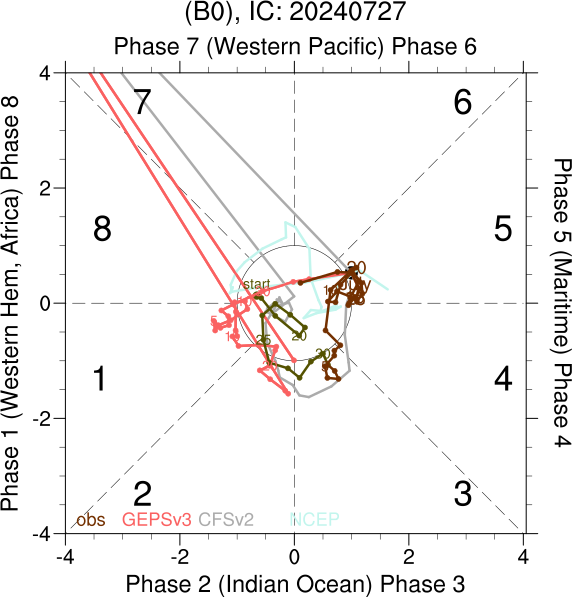 (B0), IC: 20240727
Phase 7 (Western Pacific) Phase 6
Phase 1 (Western Hem, Africa) Phase 8
Phase 5 (Maritime) Phase 4
4
2
0
-2
-4
7
6
8
5
1
4
2
3
start
20
20
30
obs GEPSv3 CFSv2 NCEP
-4 -2 0 2 4
Phase 2 (Indian Ocean) Phase 3